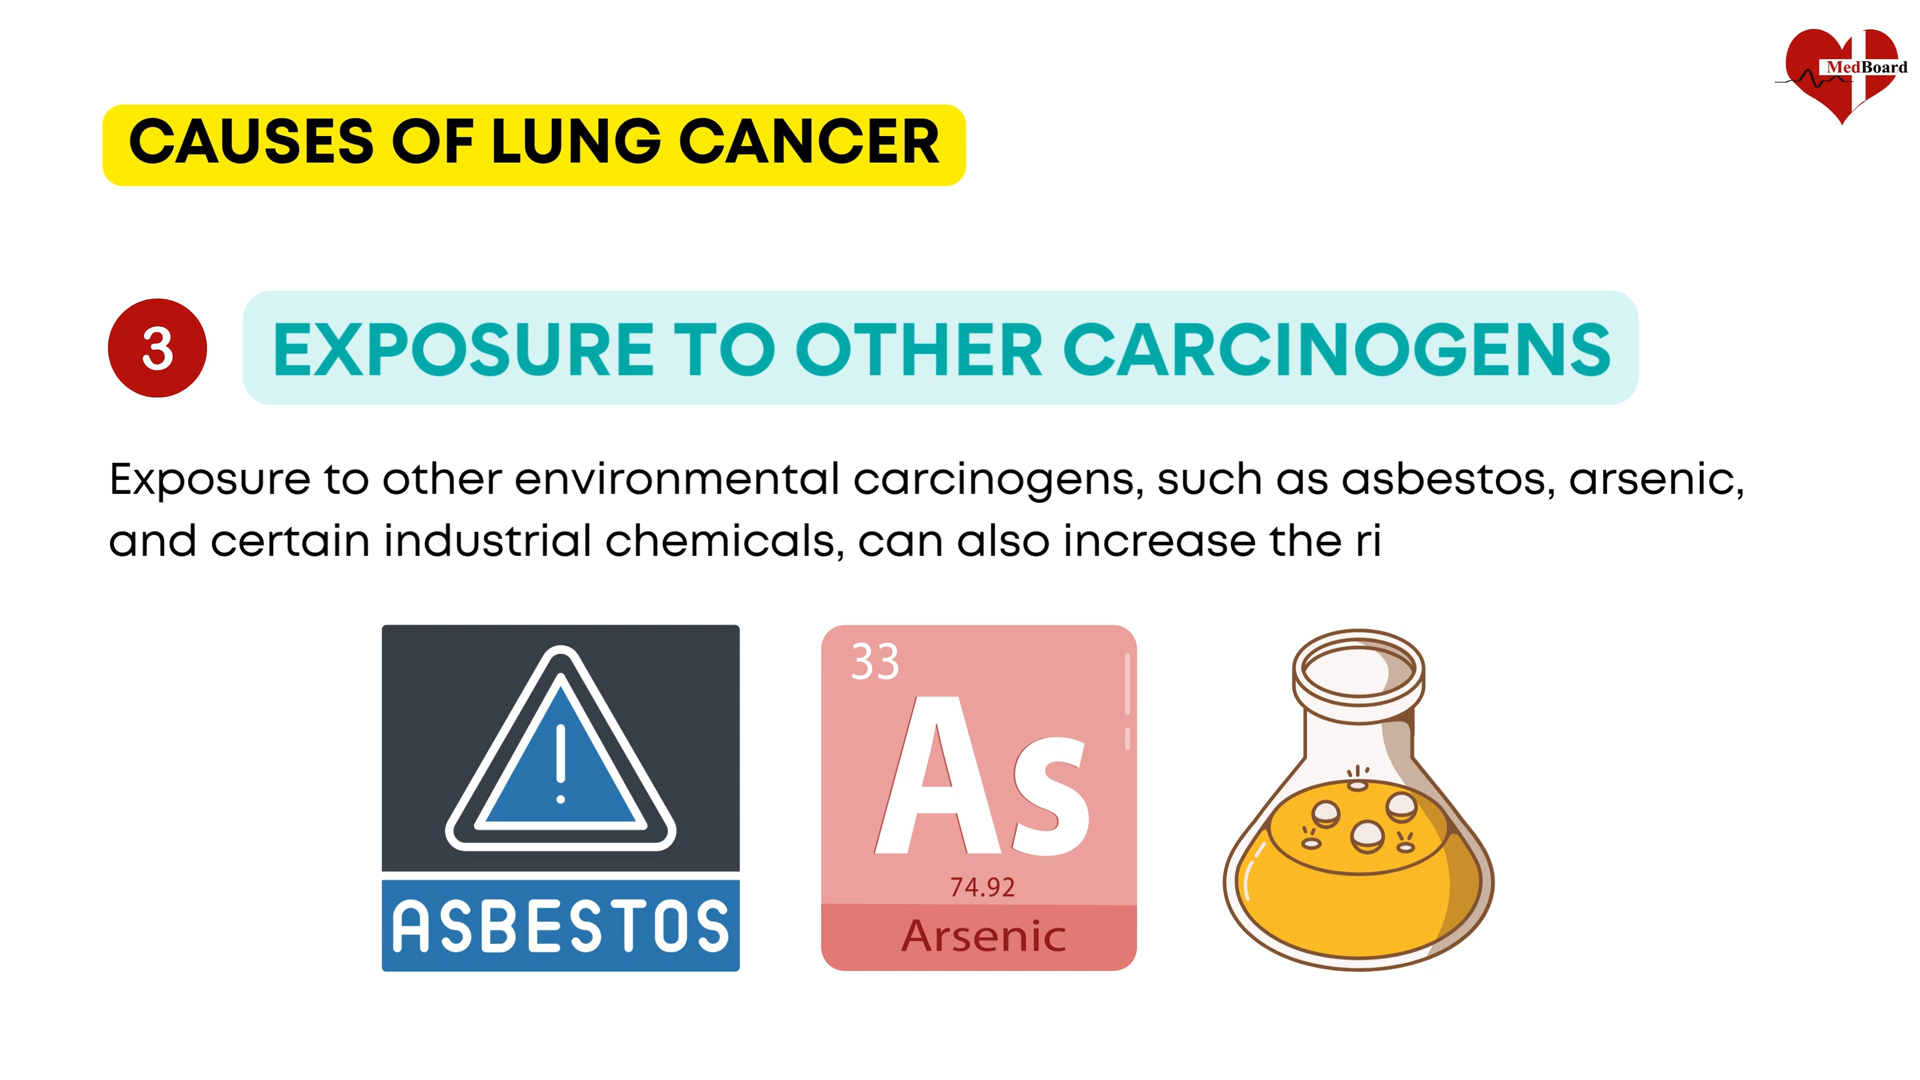 MedBoard
CAUSES OF LUNG CANCER
3
EXPOSURE TO OTHER CARCINOGENS
Exposure to other environmental carcinogens, such as asbestos, arsenic,
and certain industrial chemicals, can also increase the ri
ASBESTOS
33
As
74.92
Arsenic